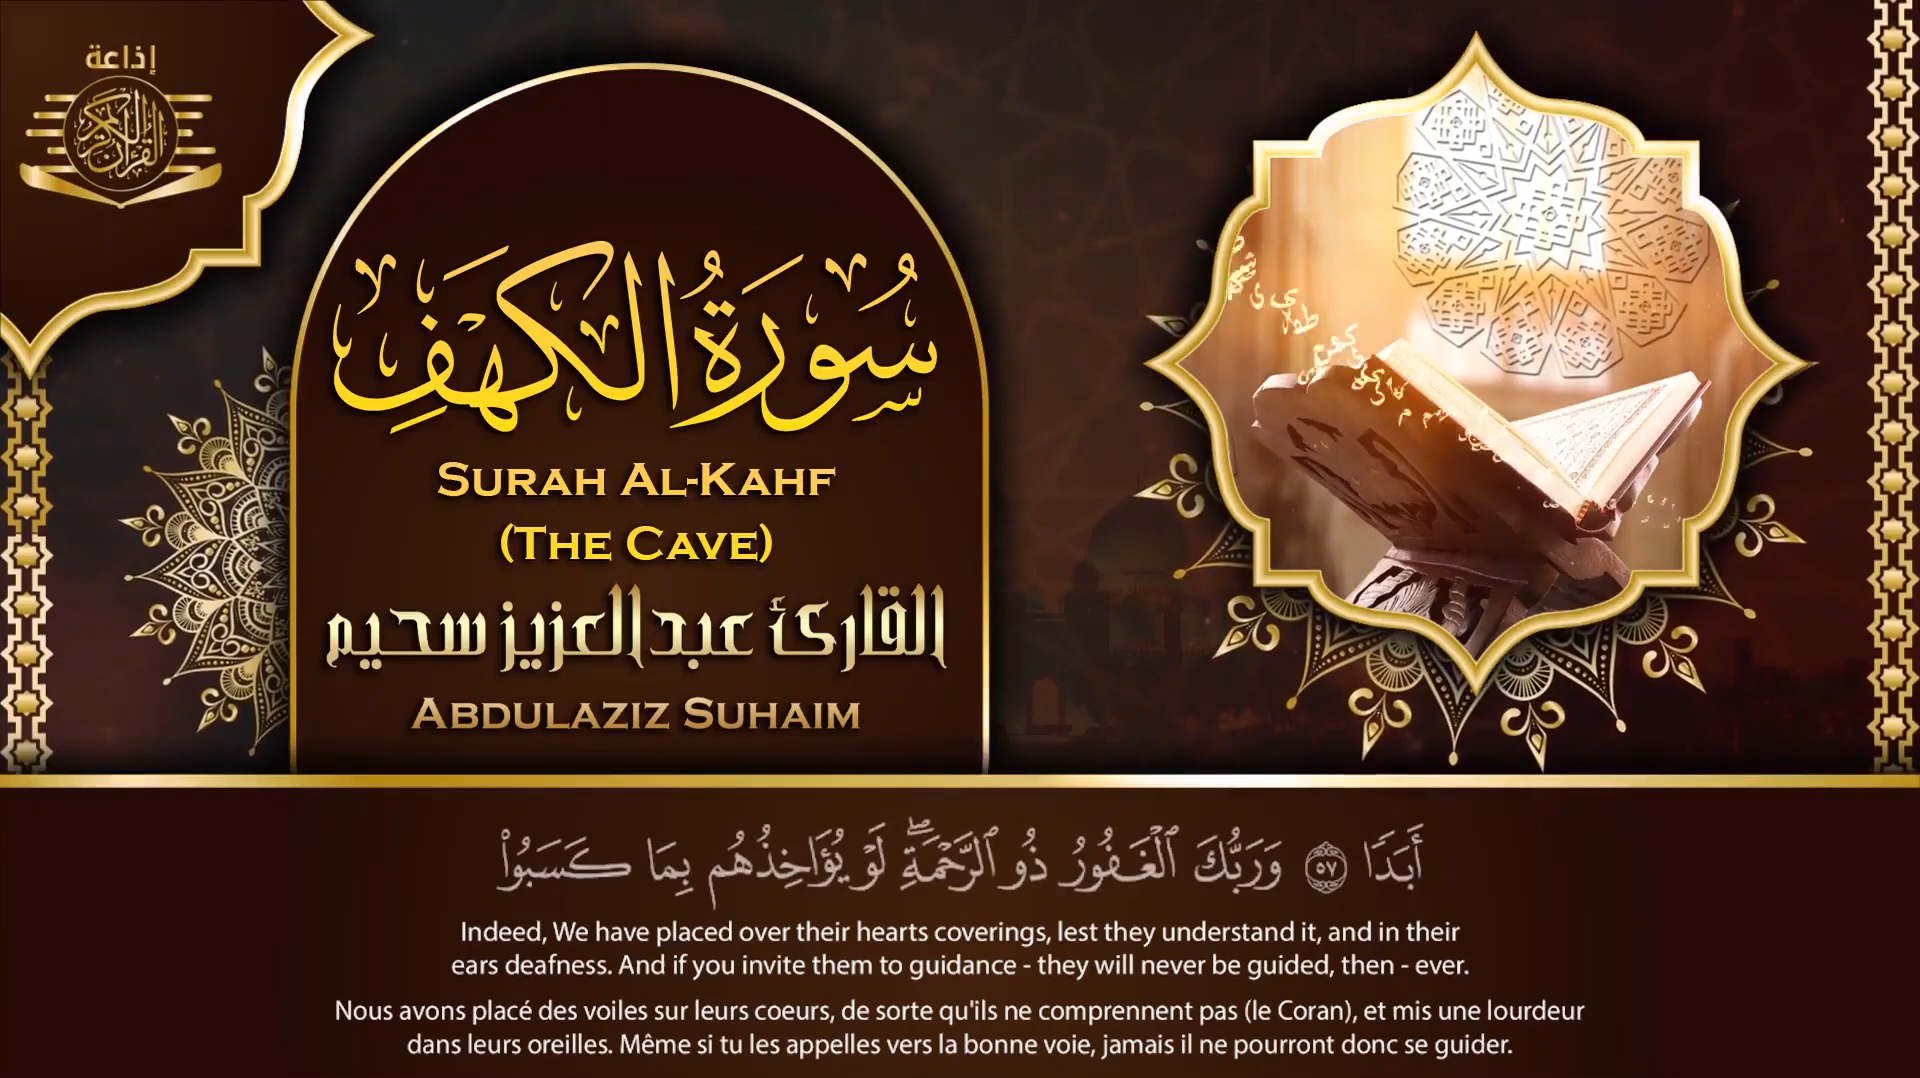 إذاعة
القرآن الكريم
سُورَةُ الكَهفِ
SURAH AL-KAHF
(THE CAVE)
القارئ عبدالعزيز سحيم
ABDULAZIZ SUHAIM
أَبَدٗا ٥٧ وَرَبُّكَ ٱلۡغَفُورُ ذُو ٱلرَّحۡمَةِۖ لَوۡ يُؤَاخِذُهُم بِمَا كَسَبُواْ
Indeed, We have placed over their hearts coverings, lest they understand it, and in their
ears deafness. And if you invite them to guidance - they will never be guided, then - ever.
Nous avons placé des voiles sur leurs coeurs, de sorte qu'ils ne comprennent pas (le Coran), et mis une lourdeur
dans leurs oreilles. Même si tu les appelles vers la bonne voie, jamais il ne pourront donc se guider.